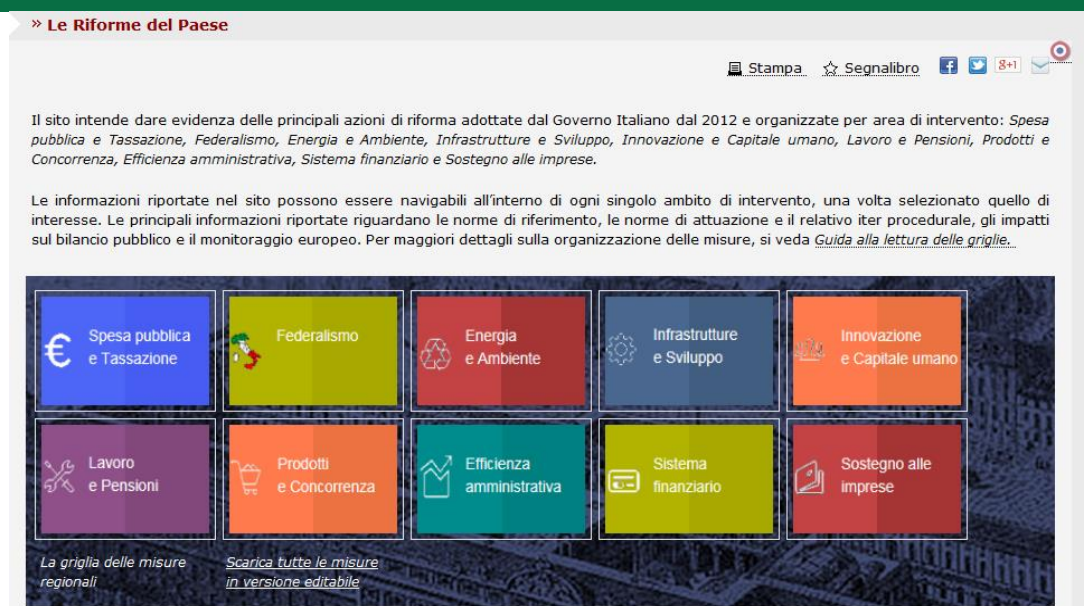 » Le Riforme del Paese
Stampa Segnalibro f 8+1
Il sito intende dare evidenza delle principali azioni di riforma adottate dal Governo Italiano dal 2012 e organizzate per area di intervento: Spesa
pubblica e Tassazione, Federalismo, Energia e Ambiente, Infrastrutture e Sviluppo, Innovazione e Capitale umano, Lavoro e Pensioni, Prodotti e
Concorrenza, Efficienza amministrativa, Sistema finanziario e Sostegno alle imprese.
Le informazioni riportate nel sito possono essere navigabili all'interno di ogni singolo ambito di intervento, una volta selezionato quello di
interesse. Le principali informazioni riportate riguardano le norme di riferimento, le norme di attuazione e il relativo iter procedurale, gli impatti
sul bilancio pubblico e il monitoraggio europeo. Per maggiori dettagli sulla organizzazione delle misure, si veda Guida alla lettura delle griglie.
€ Spesa pubblica
e Tassazione
Federalismo
Energia
e Ambiente
Infrastrutture
e Sviluppo
Innovazione
e Capitale umano
Lavoro
e Pensioni
Prodotti
e Concorrenza
Efficienza
amministrativa
Sistema
finanziario
Sostegno alle
imprese
La griglia delle misure
regionali
Scarica tutte le misure
in versione editabile